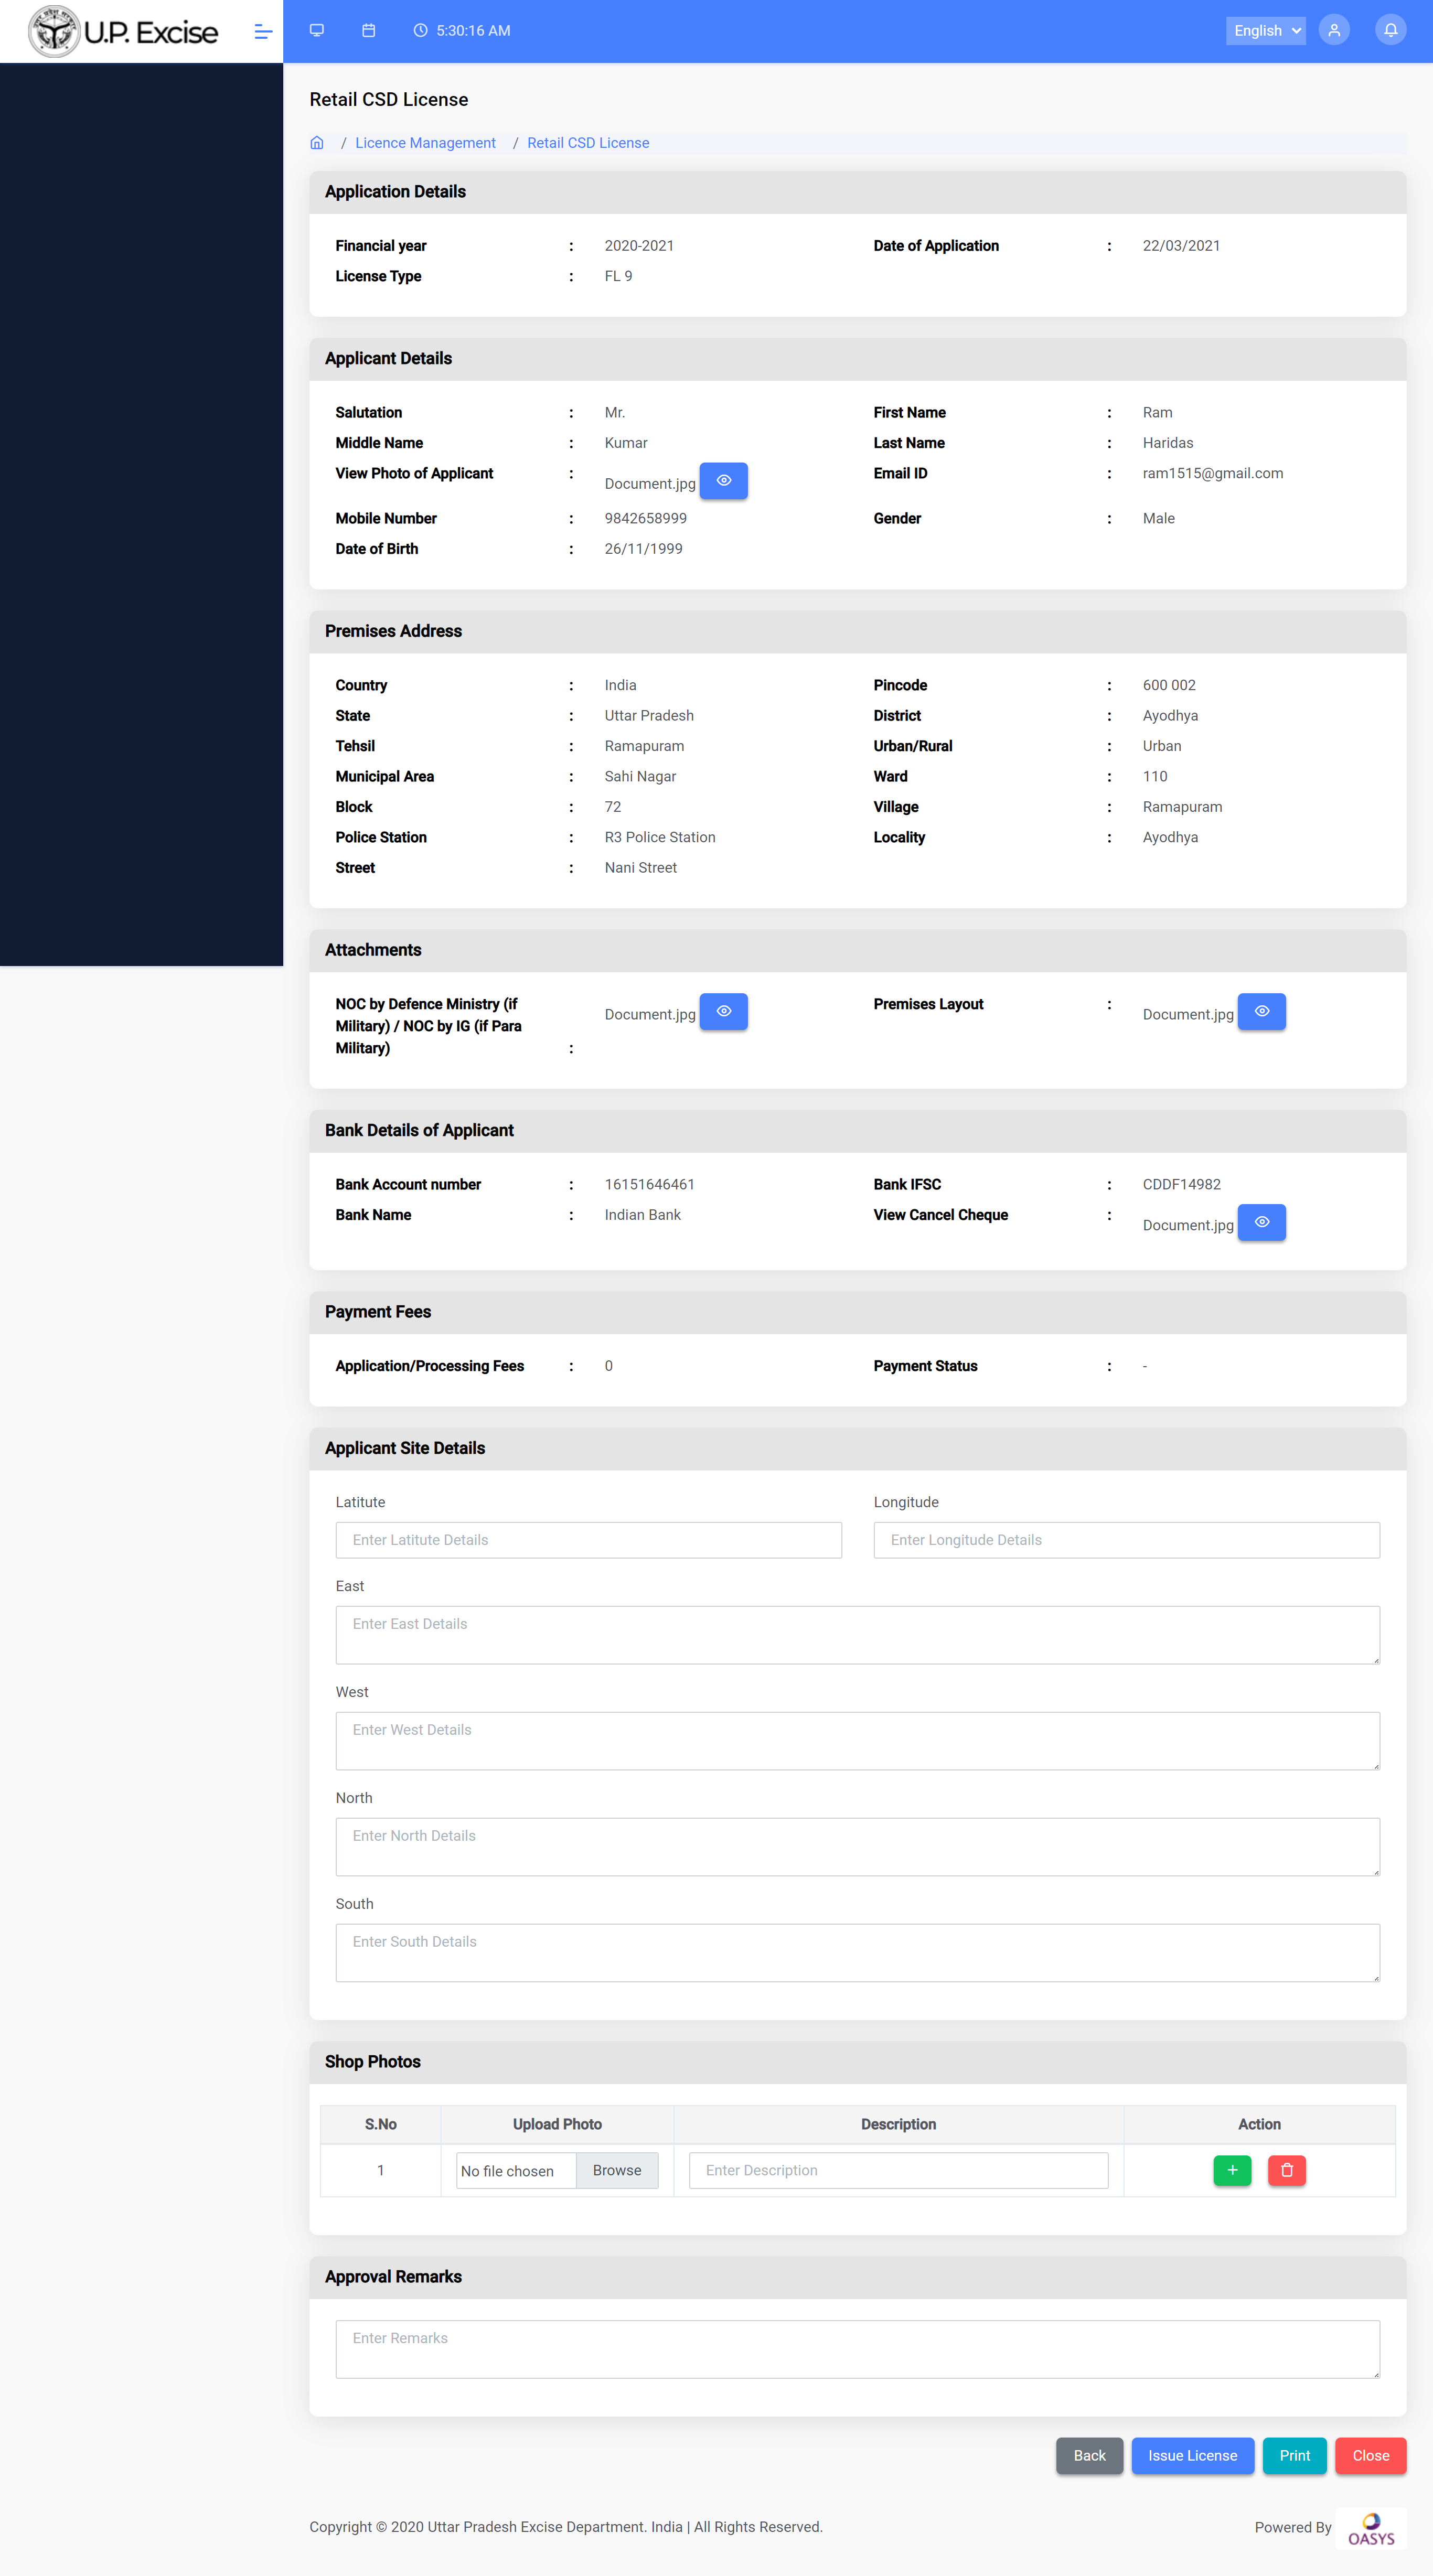 U.P. Excise
5:30:16 AM
English
Retail CSD License
/ Licence Management / Retail CSD License
Application Details
Financial year : 2020-2021 Date of Application : 22/03/2021
License Type : FL 9
Applicant Details
Salutation : Mr. First Name : Ram
Middle Name : Kumar Last Name : Haridas
View Photo of Applicant : Document.jpg Email ID : ram1515@gmail.com
Mobile Number : 9842658999 Gender : Male
Date of Birth : 26/11/1999
Premises Address
Country : India Pincode : 600 002
State : Uttar Pradesh District : Ayodhya
Tehsil : Ramapuram Urban/Rural : Urban
Municipal Area : Sahi Nagar Ward : 110
Block : 72 Village : Ramapuram
Police Station : R3 Police Station Locality : Ayodhya
Street : Nani Street
Attachments
NOC by Defence Ministry (if
Military) / NOC by IG (if Para
Military) : Document.jpg Premises Layout : Document.jpg
Bank Details of Applicant
Bank Account number : 16151646461 Bank IFSC : CDDF14982
Bank Name : Indian Bank View Cancel Cheque : Document.jpg
Payment Fees
Application/Processing Fees : 0 Payment Status : -
Applicant Site Details
Latitute Longitude
Enter Latitute Details Enter Longitude Details
East
Enter East Details
West
Enter West Details
North
Enter North Details
South
Enter South Details
Shop Photos
S.No Upload Photo Description Action
1 No file chosen Browse Enter Description
Approval Remarks
Enter Remarks
Back Issue License Print Close
Copyright © 2020 Uttar Pradesh Excise Department. India | All Rights Reserved. Powered By OASYS